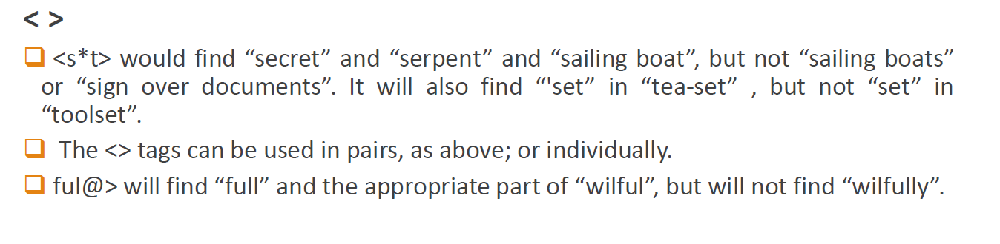 < >
❑ <s*t> would find “secret” and “serpent” and “sailing boat”, but not “sailing boats”
or “sign over documents”. It will also find “'set” in “tea-set” , but not “set” in
“toolset”.
❑ The <> tags can be used in pairs, as above; or individually.
❑ ful@> will find “full” and the appropriate part of “wilful”, but will not find “wilfully”.